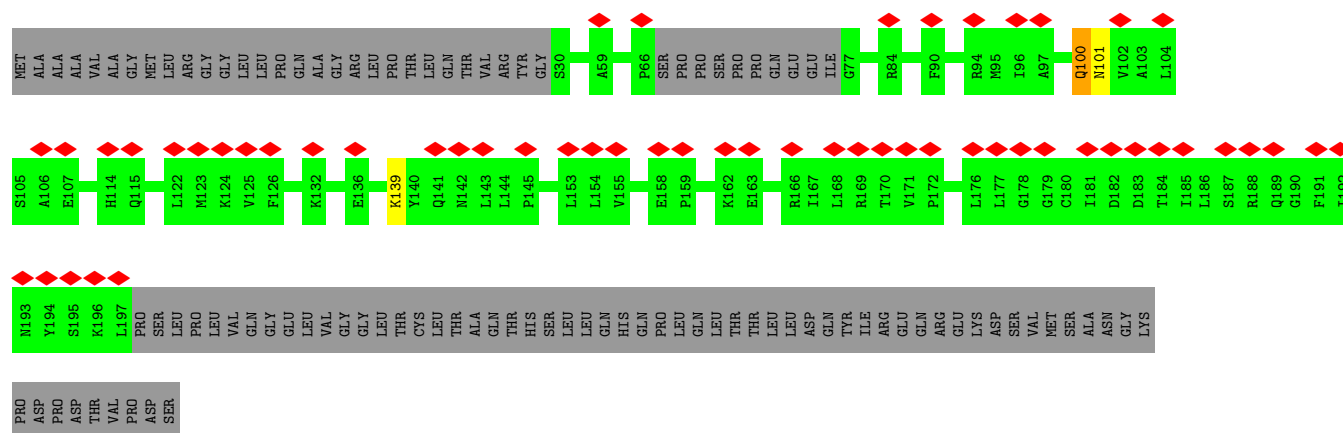 MET ALA ALA ALA VAL ALA GLY MET LEU ARG GLY GLY LEU LEU PRO GLN ALA GLY ARG LEU PRO THR LEU GLN THR VAL ARG TYR GLY S30 A59 P66 SER PRO PRO SER PRO PRO GLN GLU GLU ILE G77 R84 F90 R94 M95 I96 A97 Q100 N101 V102 A103 L104
S105 A106 E107 H114 Q115 L122 M123 K124 V125 F126 K132 E136 K139 Y140 Q141 N142 L143 L144 P145 L153 L154 V155 E158 P159 K162 E163 R166 I167 L168 R169 T170 V171 P172 L176 L177 G178 G179 C180 I181 D182 D183 T184 I185 L186 S187 R188 Q189 G190 F191
N193 Y194 S195 K196 L197 PRO SER LEU PRO LEU VAL GLN GLY GLU LEU VAL GLY GLY LEU THR CYS LEU THR ALA GLN THR HIS SER LEU LEU GLN HIS GLN PRO LEU GLN LEU THR THR LEU LEU ASP GLN TYR ILE ARG GLU GLN ARG GLU LYS ASP SER VAL MET SER ALA ASN GLY LYS
PRO ASP PRO ASP THR VAL PRO ASP SER